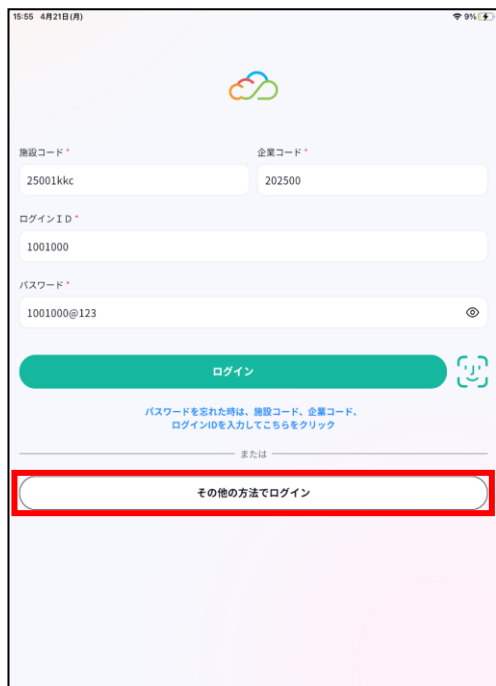 15:55 4月21日(月) 9%
施設コード * 企業コード *
25001kkc 202500
ログインID *
1001000
パスワード *
1001000@123
ログイン
パスワードを忘れた時は、施設コード、企業コード、
ログインIDを入力してこちらをクリック
または
その他の方法でログイン